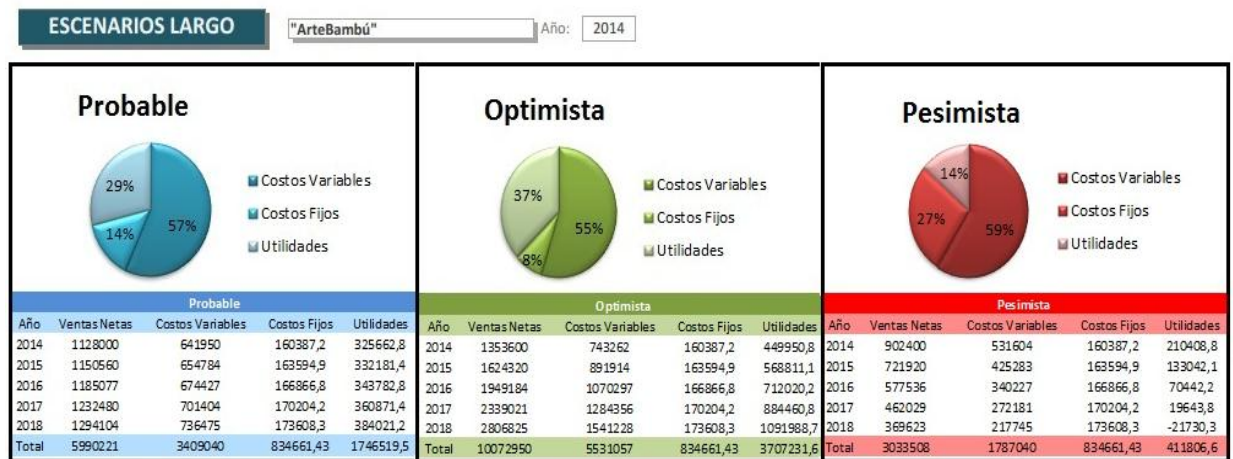 ESCENARIOS LARGO
"ArteBambú"
Año: 2014
Probable
29%
57%
14%
Costos Variables
Costos Fijos
Utilidades
Optimista
37%
55%
8%
Costos Variables
Costos Fijos
Utilidades
Pesimista
14%
27%
59%
Costos Variables
Costos Fijos
Utilidades
Probable
Año Ventas Netas Costos Variables Costos Fijos Utilidades
2014 1128000 641950 160387,2 325662,8
2015 1150560 654784 163594,9 332181,4
2016 1185077 674427 166866,8 343782,8
2017 1232480 701404 170204,2 360871,4
2018 1294104 736475 173608,3 384021,2
Total 5990221 3409040 834661,43 1746519,5
Optimista
Año Ventas Netas Costos Variables Costos Fijos Utilidades
2014 1353600 743262 160387,2 449950,8
2015 1624320 891914 163594,9 568811,1
2016 1949184 1070297 166866,8 712020,2
2017 2339021 1284356 170204,2 884460,8
2018 2806825 1541228 173608,3 1091988,7
Total 10072950 5531057 834661,43 3707231,6
Pesimista
Año Ventas Netas Costos Variables Costos Fijos Utilidades
2014 902400 531604 160387,2 210408,8
2015 721920 425283 163594,9 133042,1
2016 577536 340227 166866,8 70442,2
2017 462029 272181 170204,2 19643,8
2018 369623 217745 173608,3 -21730,3
Total 3033508 1787040 834661,43 411806,6